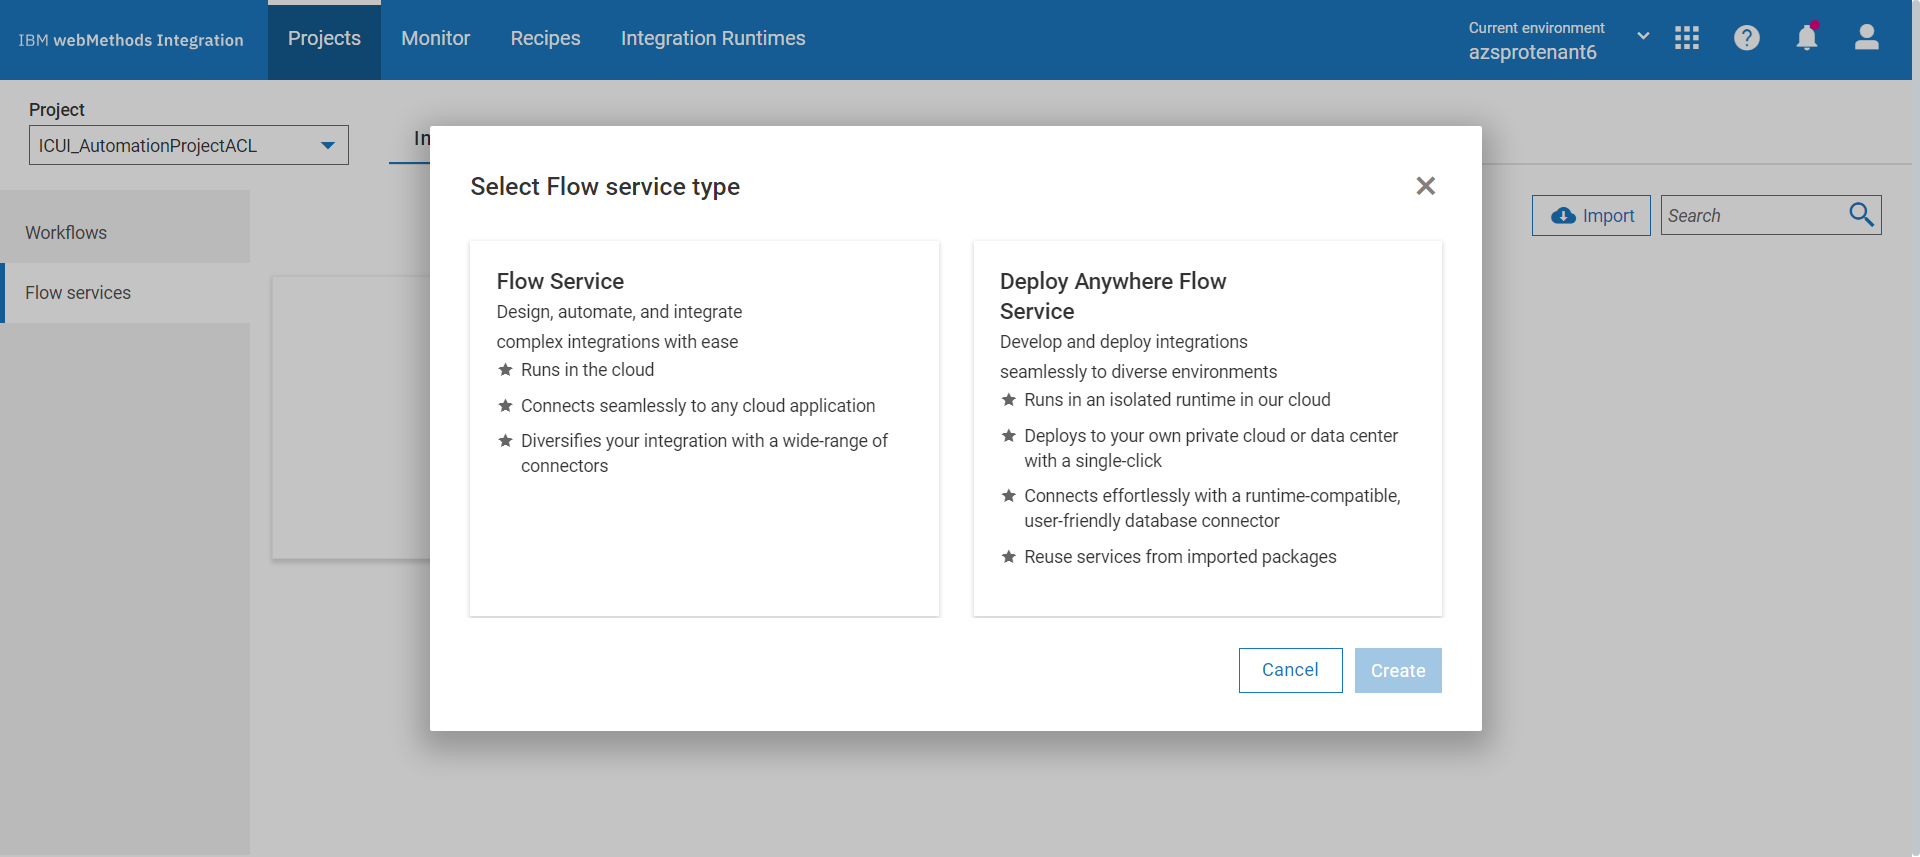 IBM webMethods Integration
Projects
Monitor
Recipes
Integration Runtimes
Current environment
azsprotenant6
Project
ICUI_AutomationProjectACL
In
Workflows
Flow services
Import
Search
Select Flow service type
Flow Service
Design, automate, and integrate
complex integrations with ease
Runs in the cloud
Connects seamlessly to any cloud application
Diversifies your integration with a wide-range of
connectors
Deploy Anywhere Flow
Service
Develop and deploy integrations
seamlessly to diverse environments
Runs in an isolated runtime in our cloud
Deploys to your own private cloud or data center
with a single-click
Connects effortlessly with a runtime-compatible,
user-friendly database connector
Reuse services from imported packages
Cancel
Create